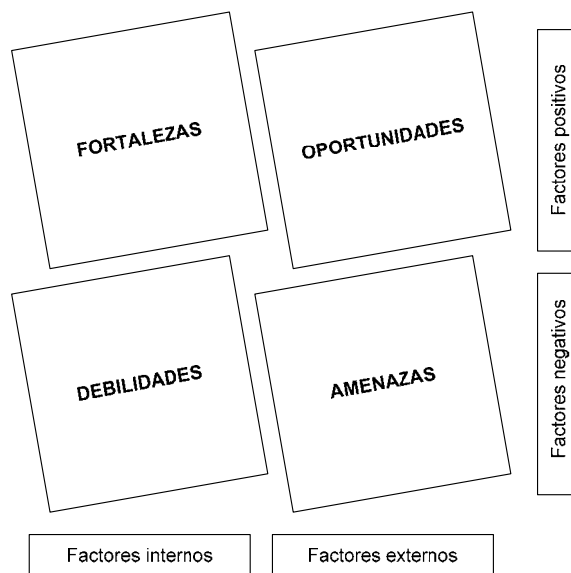 FORTALEZAS
OPORTUNIDADES
Factores positivos
DEBILIDADES
AMENAZAS
Factores negativos
Factores internos
Factores externos